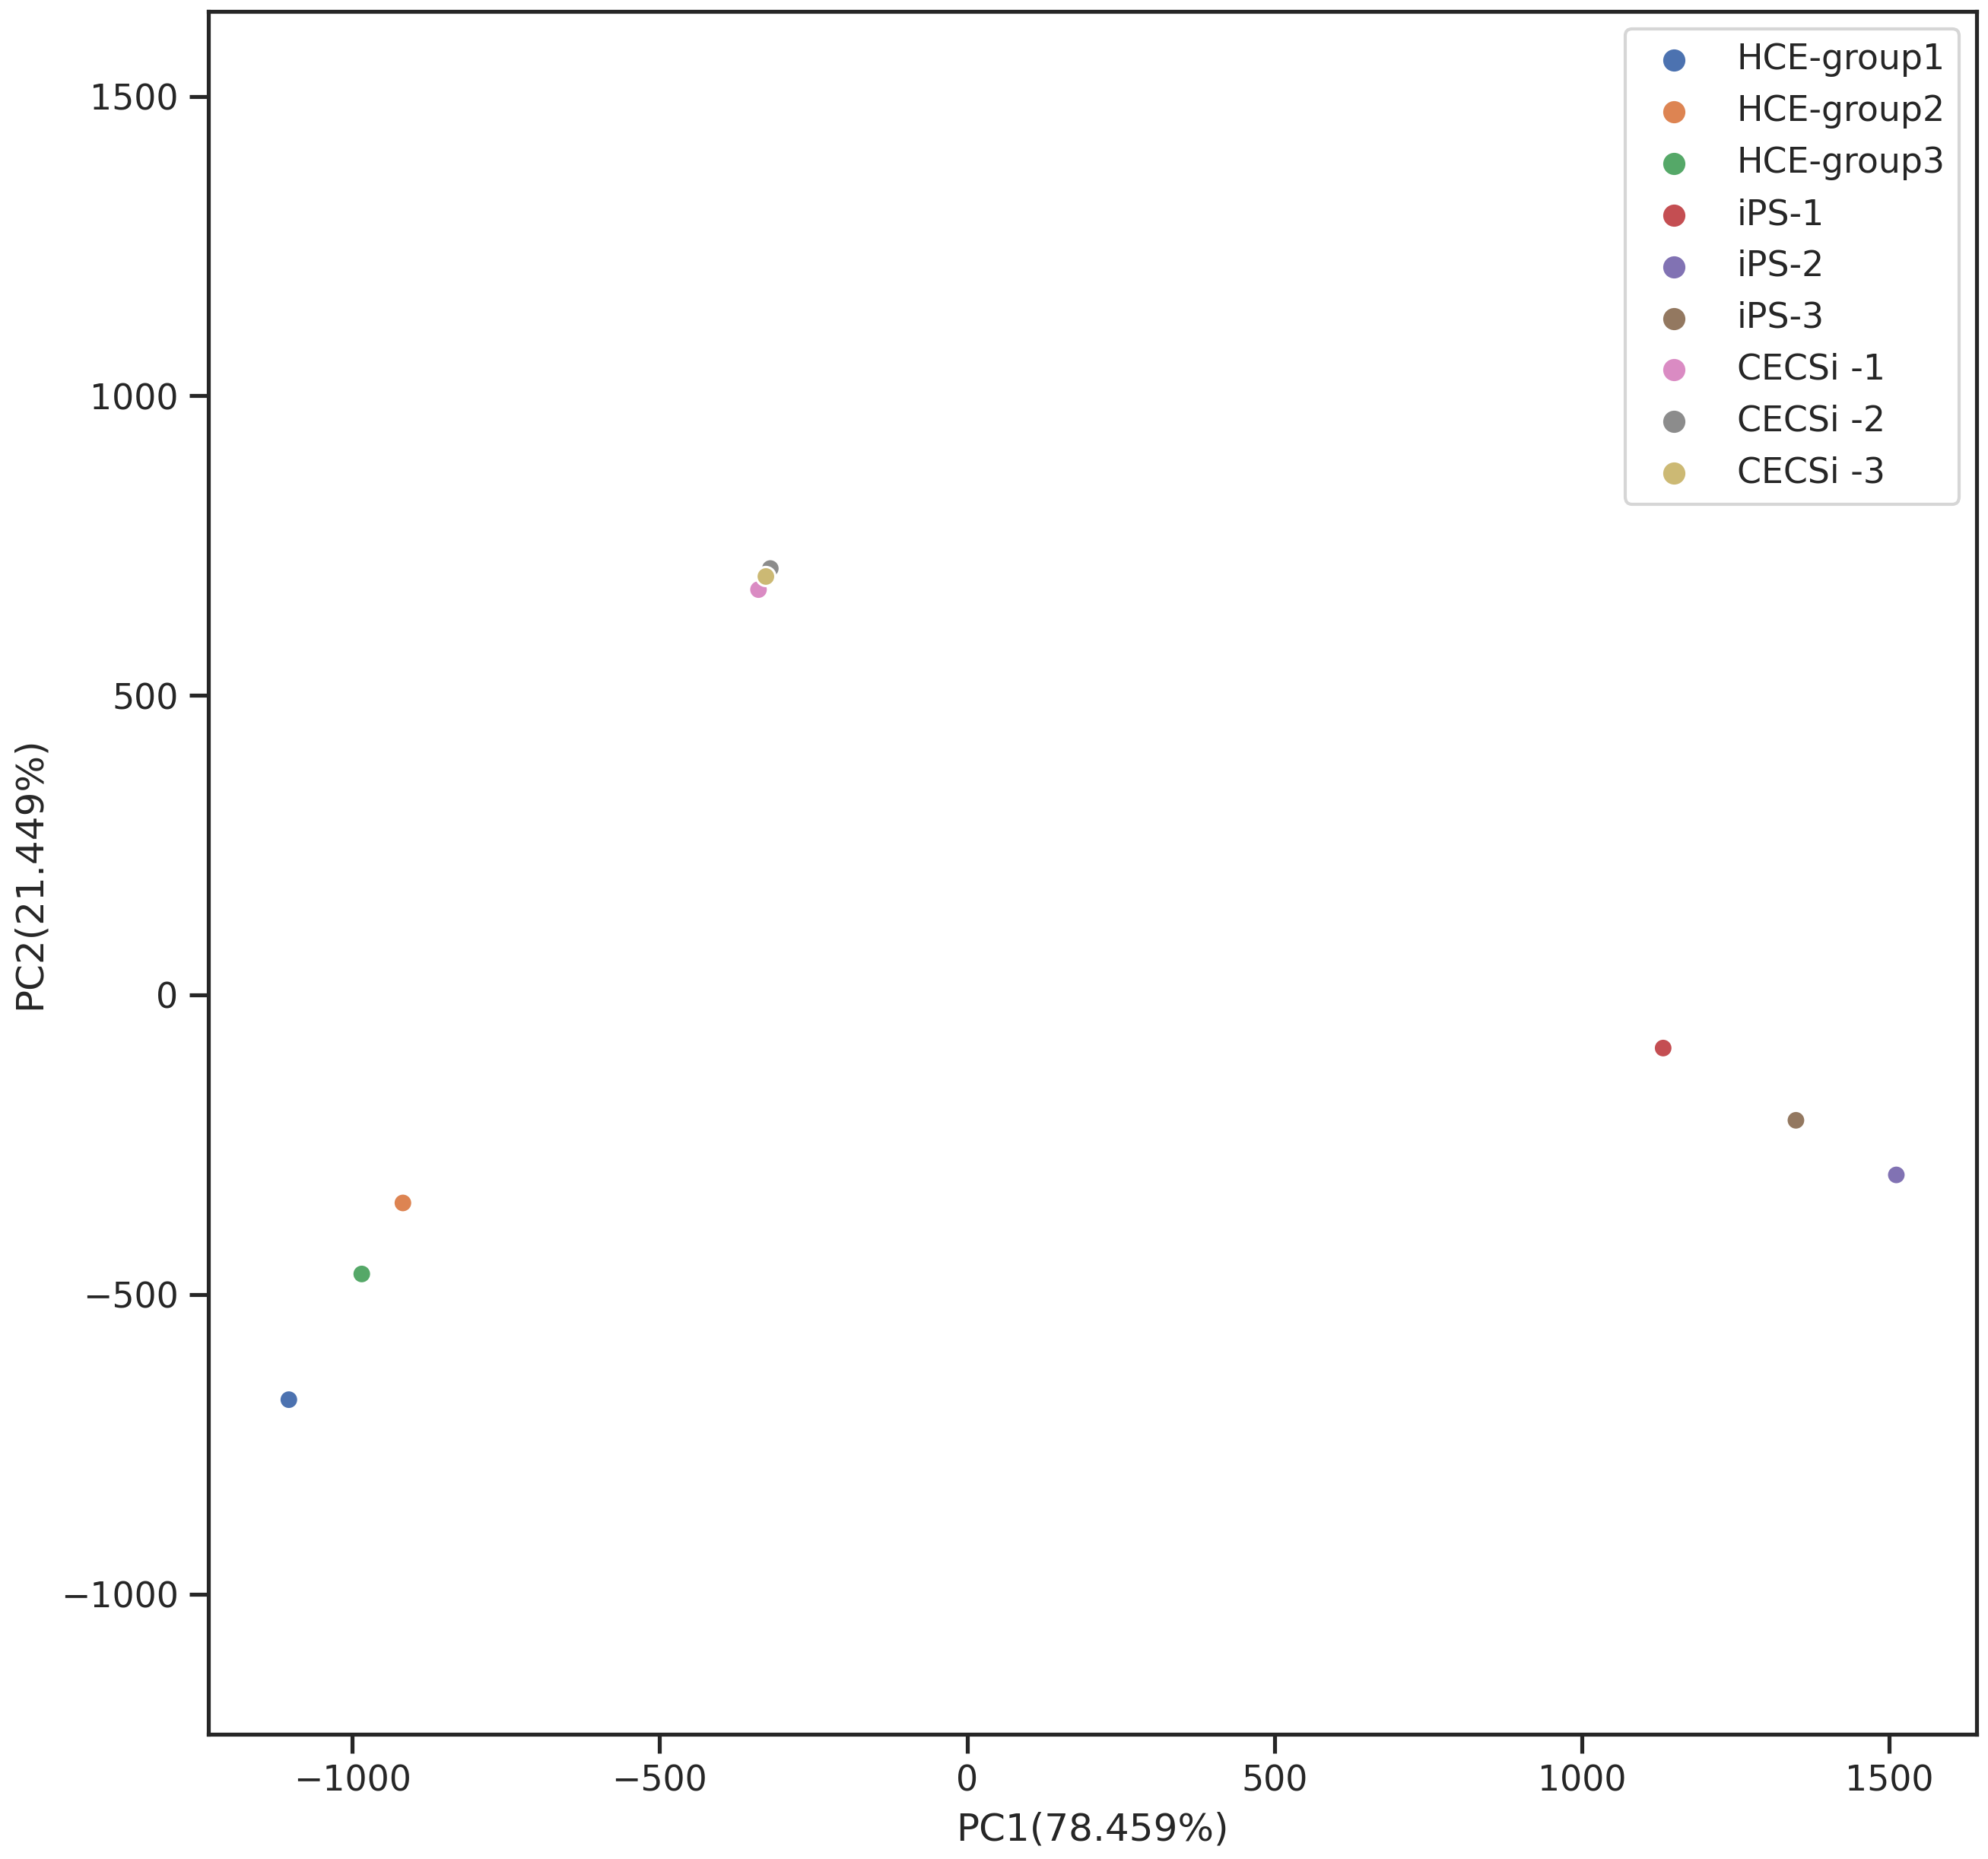 HCE-group1
HCE-group2
HCE-group3
iPS-1
iPS-2
iPS-3
CECSi -1
CECSi -2
CECSi -3
1500
1000
500
0
−500
−1000
PC2(21.449%)
−1000 −500 0 500 1000 1500
PC1(78.459%)